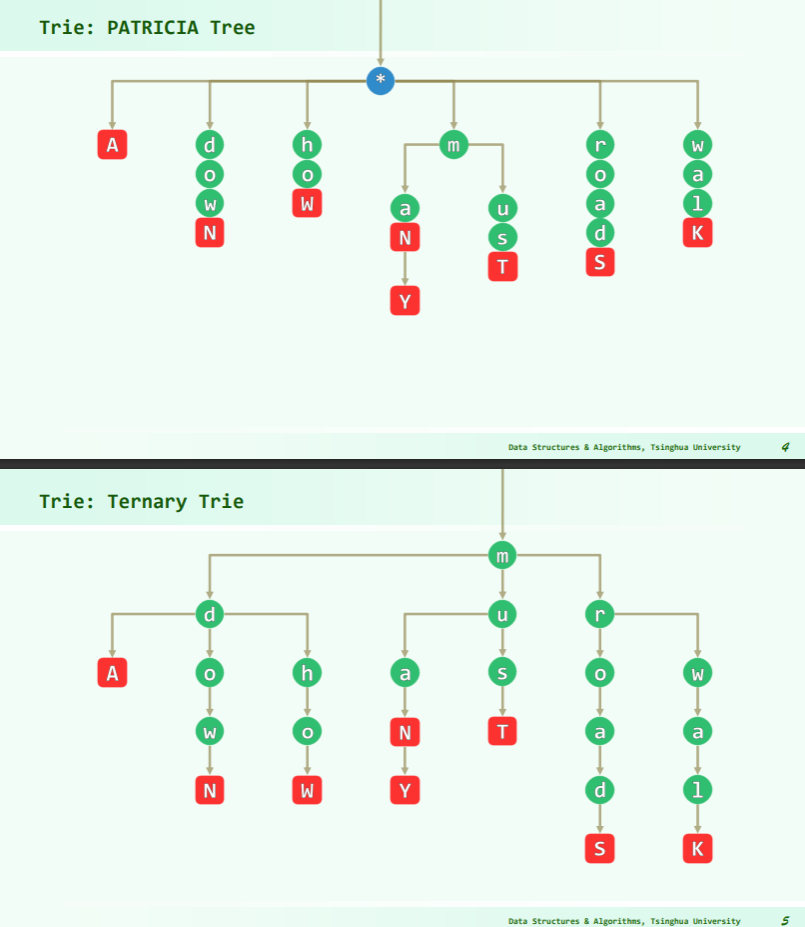 Trie: PATRICIA Tree
*
A d h m r w
o o o a
w W a u a l
N N s d K
T S
Y
Data Structures & Algorithms, Tsinghua University 4
Trie: Ternary Trie
m
d u r
A o h a s o w
w o N T a a
N W Y d l
S K
Data Structures & Algorithms, Tsinghua University 5